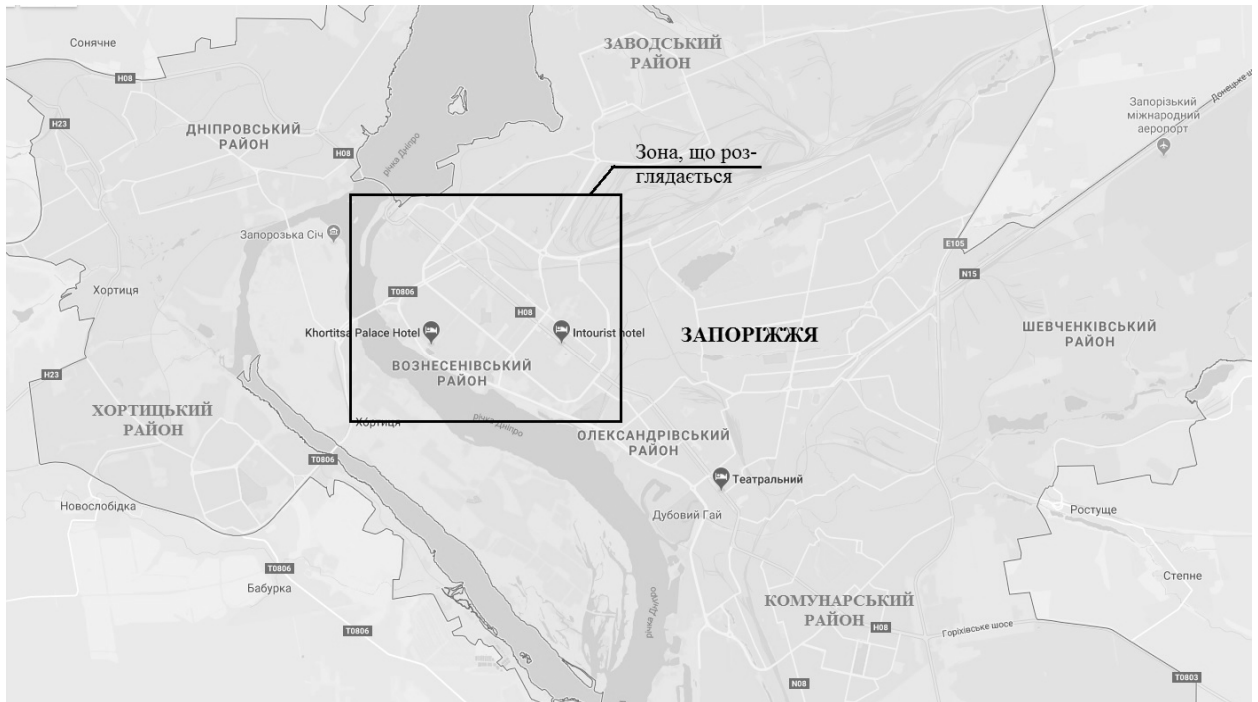 Сонячне
ЗАВОДСЬКИЙ
РАЙОН
H08
Донецьке ш
Запорізький
міжнародний
аеропорт
H23
ДНІПРОВСЬКИЙ
РАЙОН
річка Дніпро
H08
Зона, що роз-
глядається
Запорозька Січ
E105
N15
Хортиця
T0806
H08
Khortitsa Palace Hotel
Intourist hotel
ЗАПОРІЖЖЯ
ШЕВЧЕНКІВСЬКИЙ
РАЙОН
ВОЗНЕСЕНІВСЬКИЙ
РАЙОН
H23
ХОРТИЦЬКИЙ
РАЙОН
Хортиця
річка Дніпро
ОЛЕКСАНДРІВСЬКИЙ
РАЙОН
T0806
Театральний
Новослобідка
Дубовий Гай
Ростуще
T0806
Бабурка
Степне
річка Дніпро
КОМУНАРСЬКИЙ
РАЙОН
H08
T0806
Горіхівське шосе
N08
T0803